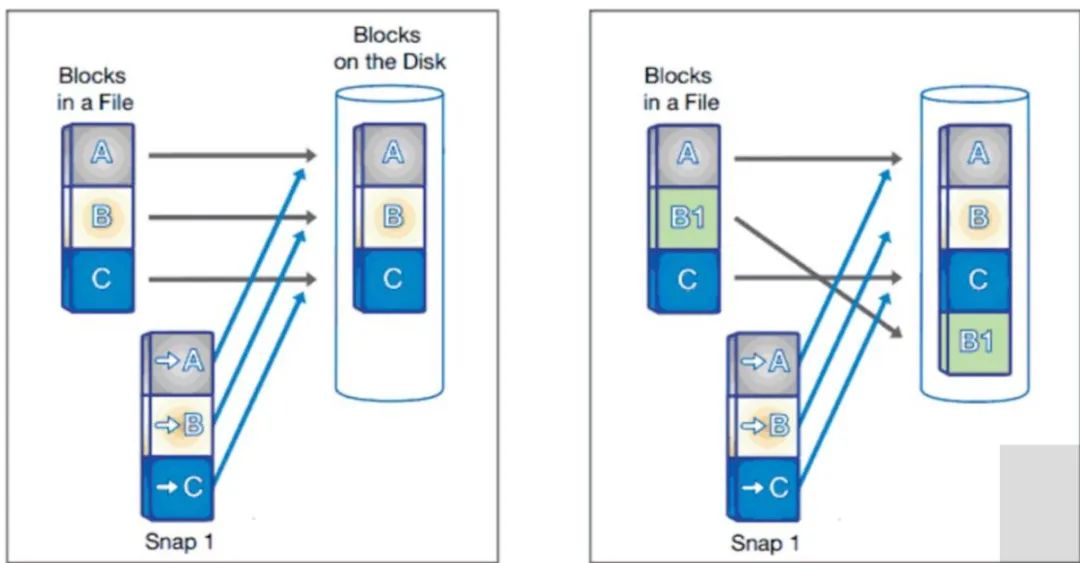 Blocks
on the Disk
Blocks
in a File
A
B
C
A
B
C
→A
→B
→C
Snap 1
Blocks
in a File
A
B1
C
A
B
C
B1
→A
→B
→C
Snap 1